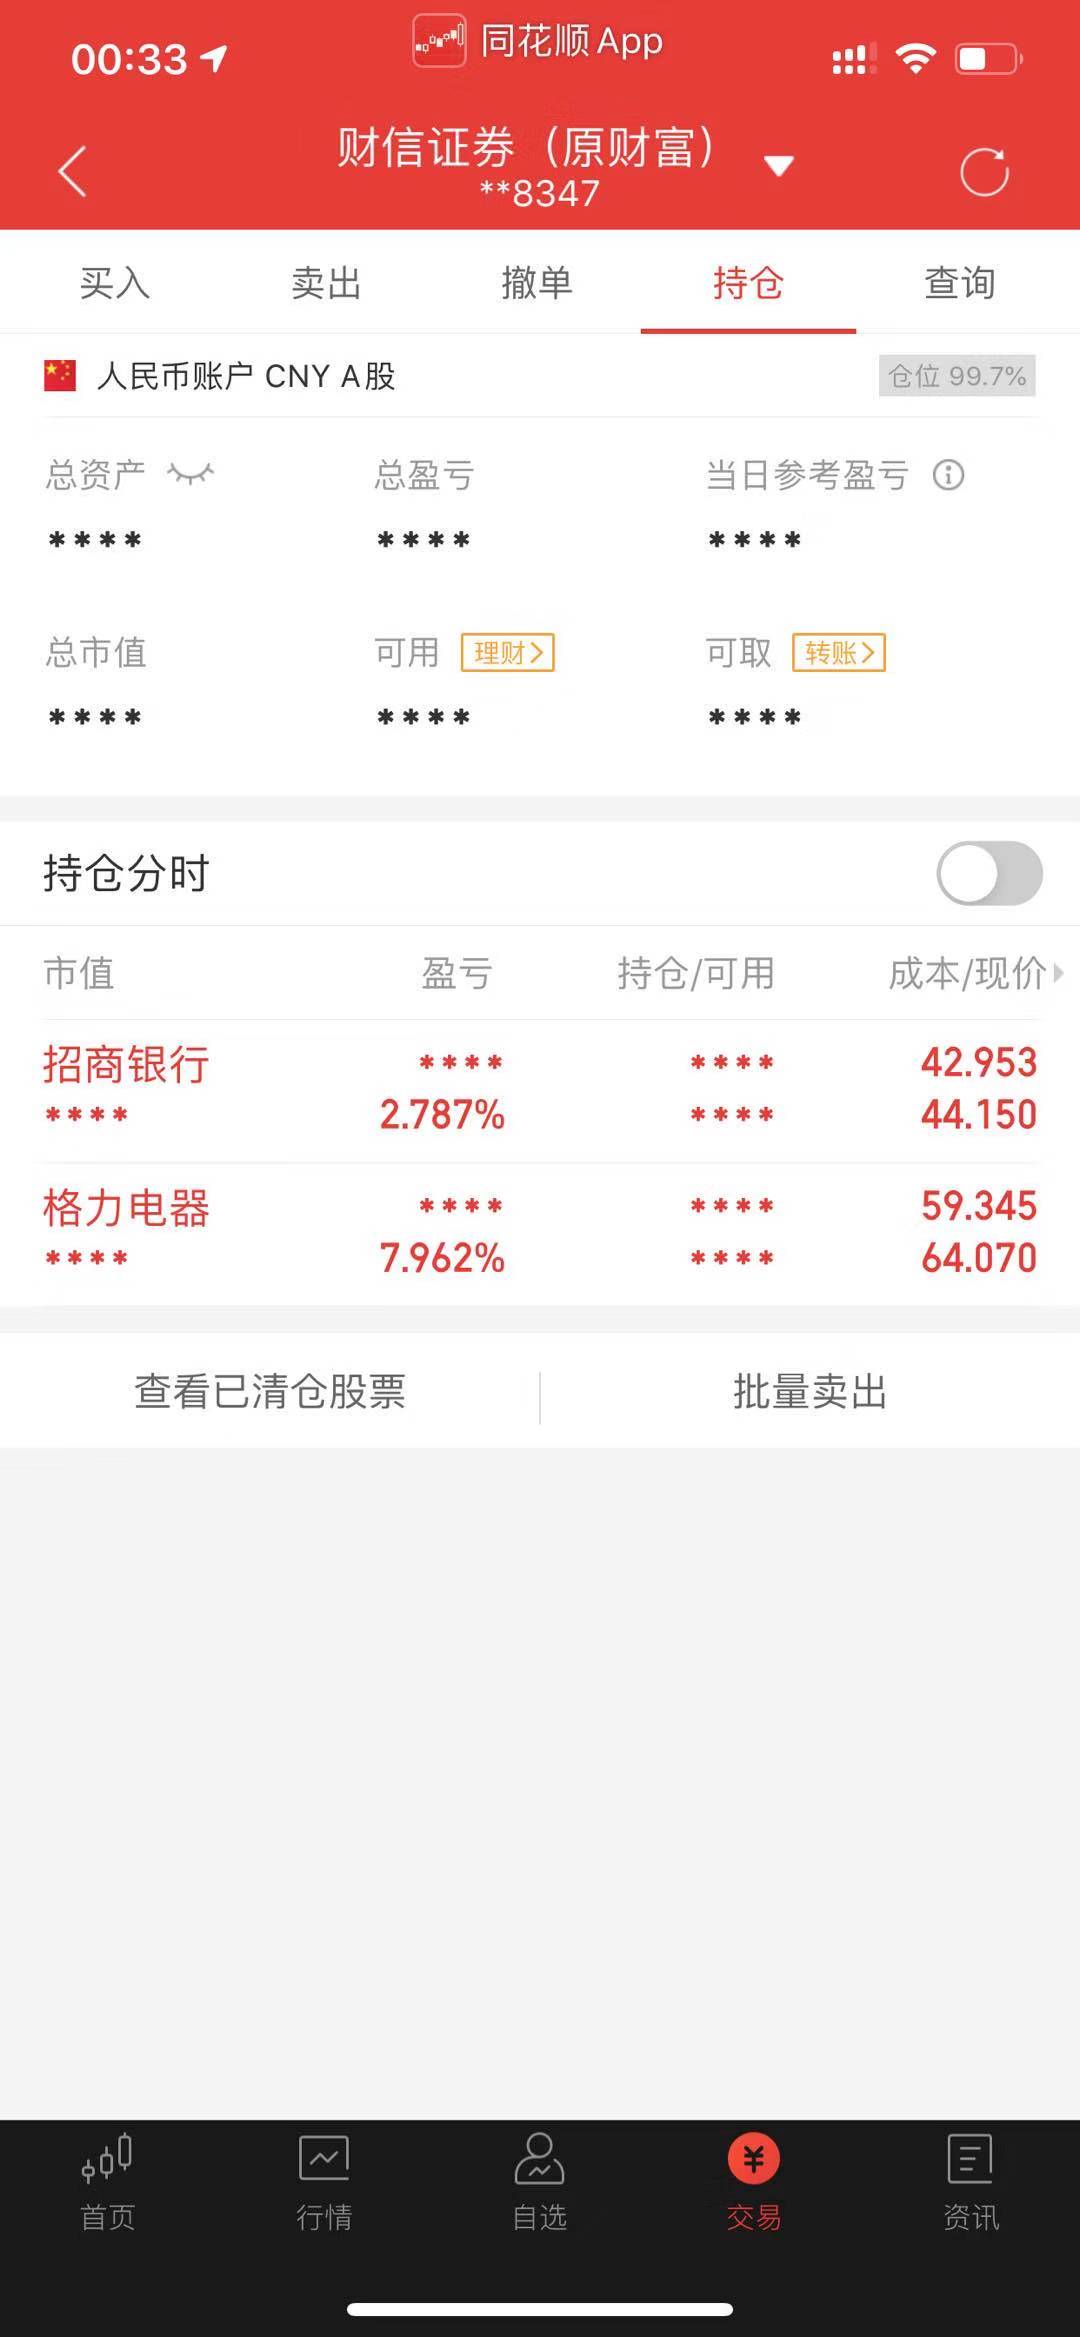 00:33
同花顺App
财信证券（原财富）
**8347
买入 卖出 撤单 持仓 查询
人民币账户 CNY A股 仓位 99.7%
总资产 总盈亏 当日参考盈亏
**** **** ****
总市值 可用 理财 可取 转账
**** **** ****
持仓分时
市值 盈亏 持仓/可用 成本/现价
招商银行 **** **** 42.953
**** 2.787% **** 44.150
格力电器 **** **** 59.345
**** 7.962% **** 64.070
查看已清仓股票 批量卖出
¥
首页 行情 自选 交易 资讯